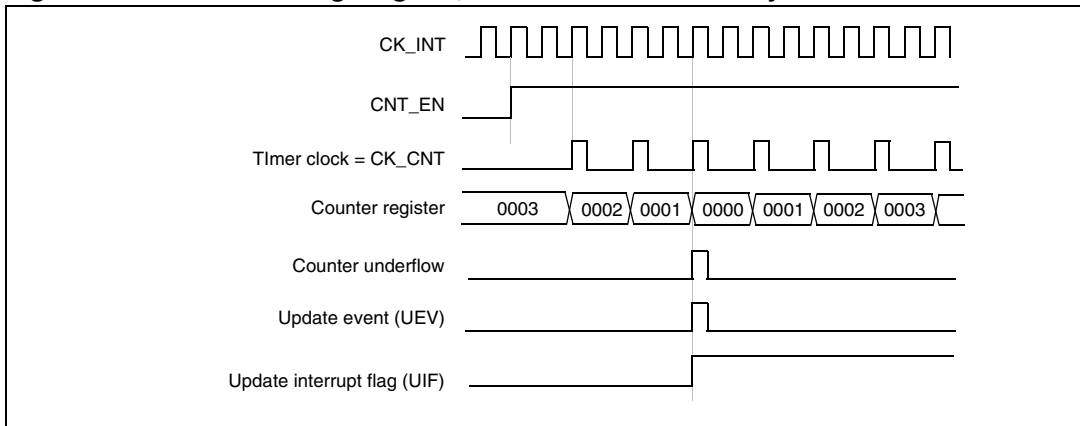 CK_INT
CNT_EN
TImer clock = CK_CNT
Counter register 0003 0002 0001 0000 0001 0002 0003
Counter underflow
Update event (UEV)
Update interrupt flag (UIF)